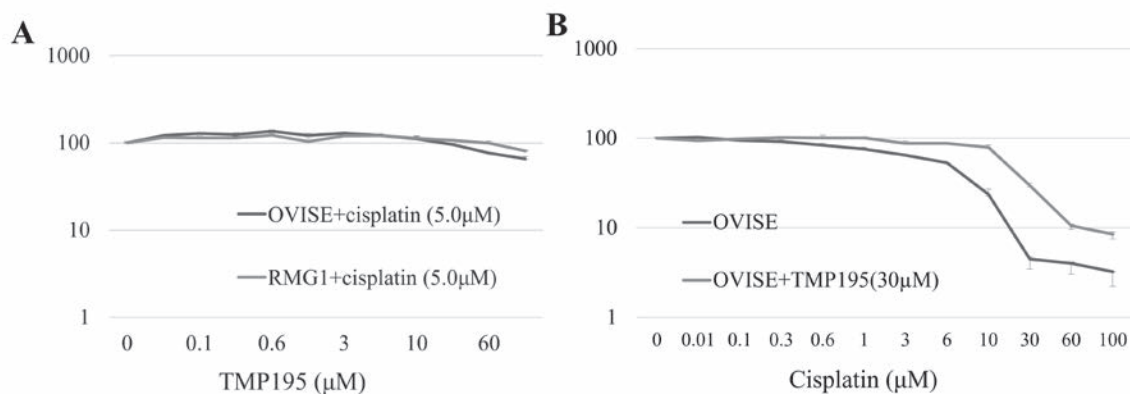 A
1000
100
10
1
OVISE+cisplatin (5.0μM)
RMG1+cisplatin (5.0μM)
0 0.1 0.6 3 10 60
TMP195 (μM)
B
1000
100
10
1
OVISE
OVISE+TMP195(30μM)
0 0.01 0.1 0.3 0.6 1 3 6 10 30 60 100
Cisplatin (μM)